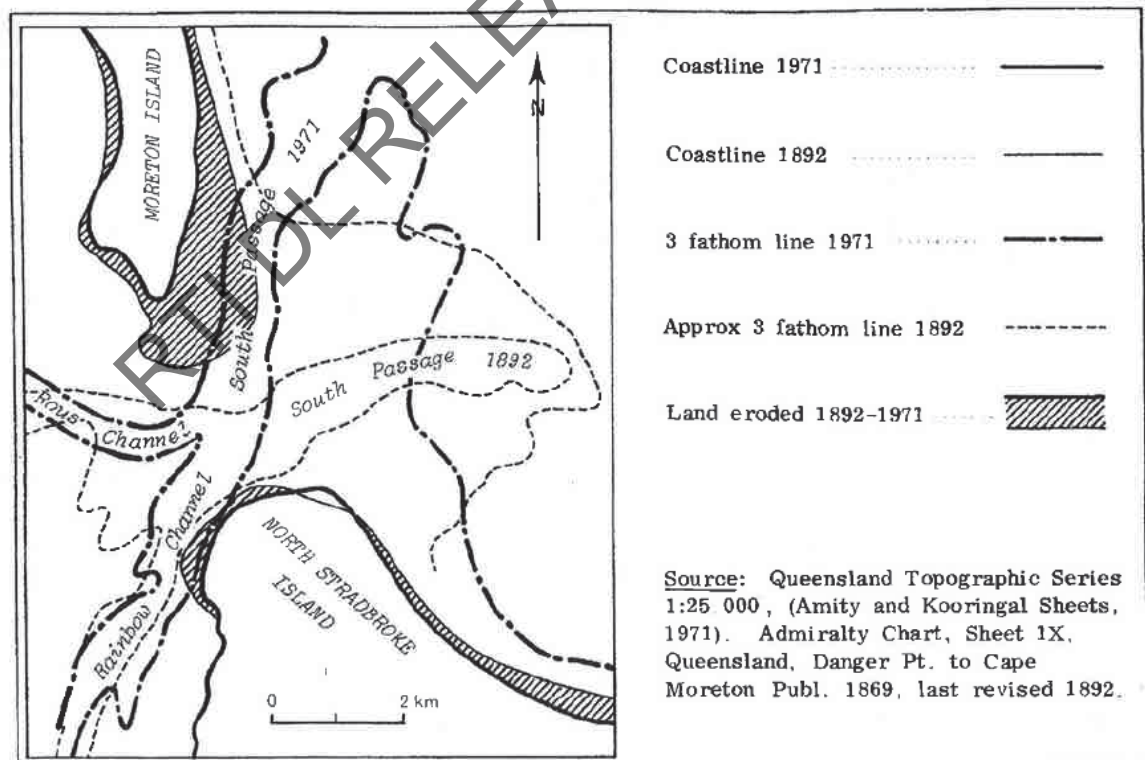 MORETON ISLAND
1971
South Passage
N
South Passage 1892
Rous Channel
Rainbow Channel
NORTH STRADBROKE
ISLAND
0 2 km
Coastline 1971
Coastline 1892
3 fathom line 1971
Approx 3 fathom line 1892
Land eroded 1892-1971
Source: Queensland Topographic Series
1:25 000, (Amity and Kooringal Sheets,
1971). Admiralty Chart, Sheet 1X,
Queensland, Danger Pt. to Cape
Moreton Publ. 1869, last revised 1892.
RTI DL RELEA